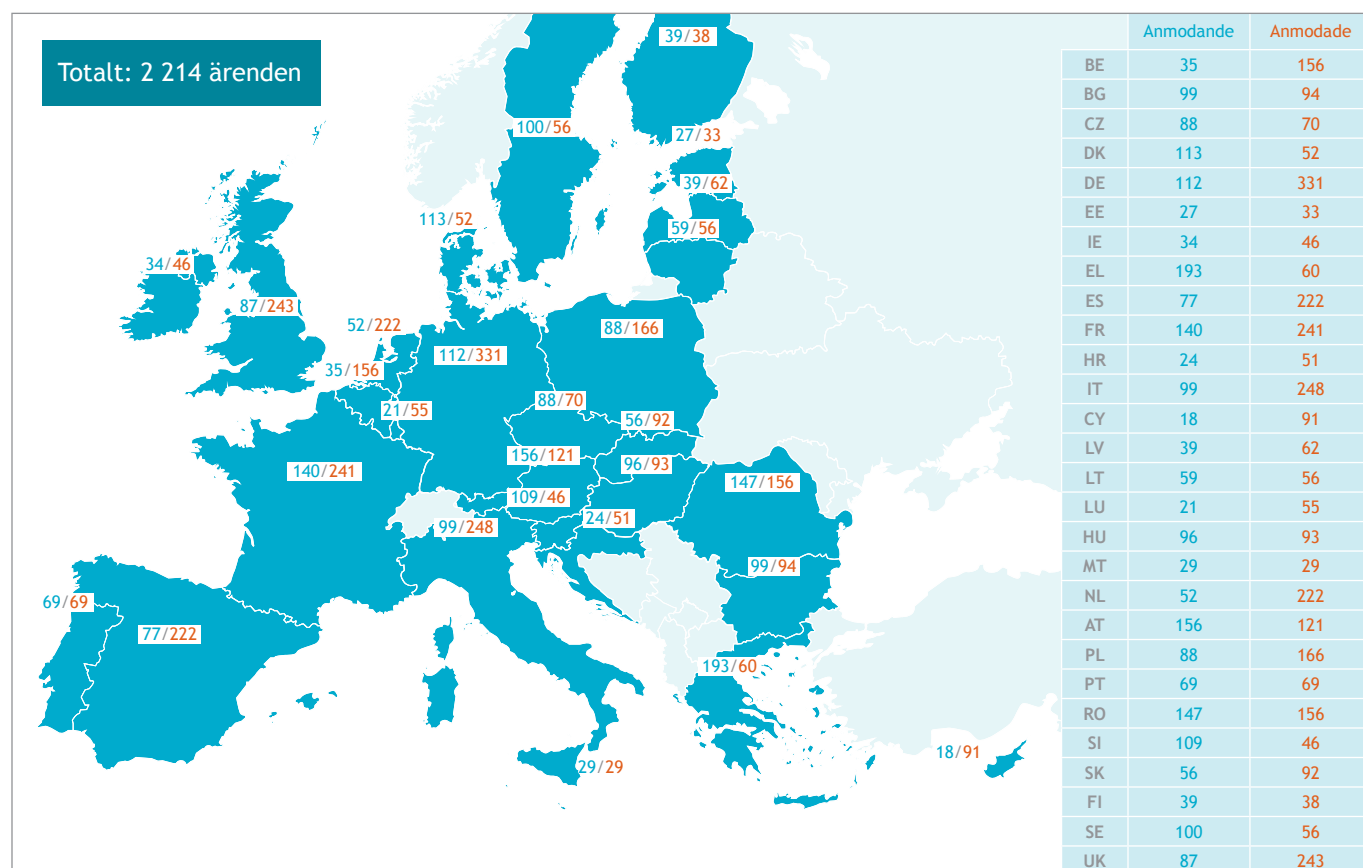 Totalt: 2 214 ärenden
39/38
100/56
27/33
39/62
113/52
59/56
34/46
87/243
52/222
88/166
112/331
35/156
88/70
21/55
56/92
156/121
96/93
140/241
147/156
109/46
24/51
99/248
99/94
69/69
77/222
193/60
18/91
29/29
Anmodande Anmodade
BE 35 156
BG 99 94
CZ 88 70
DK 113 52
DE 112 331
EE 27 33
IE 34 46
EL 193 60
ES 77 222
FR 140 241
HR 24 51
IT 99 248
CY 18 91
LV 39 62
LT 59 56
LU 21 55
HU 96 93
MT 29 29
NL 52 222
AT 156 121
PL 88 166
PT 69 69
RO 147 156
SI 109 46
SK 56 92
FI 39 38
SE 100 56
UK 87 243